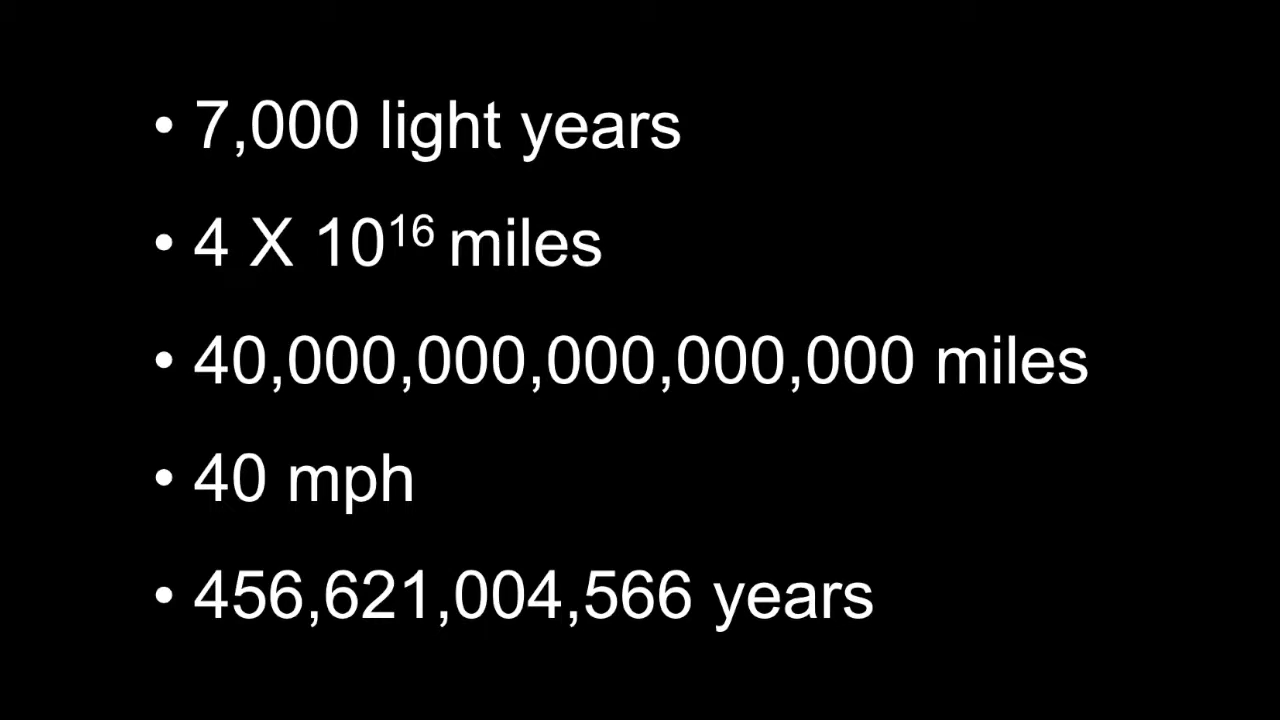 • 7,000 light years
• 4 X 10¹⁶ miles
• 40,000,000,000,000,000 miles
• 40 mph
• 456,621,004,566 years